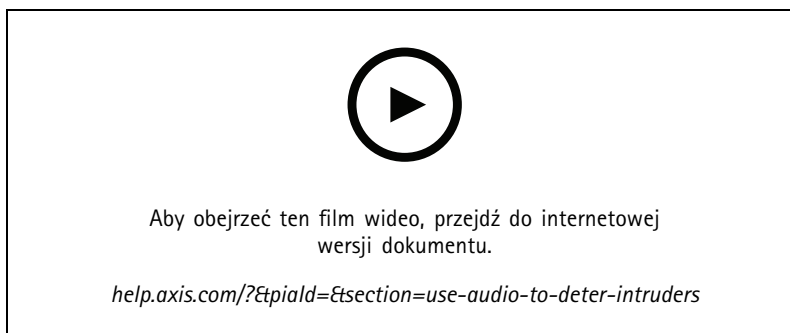 Aby obejrzeć ten film wideo, przejdź do internetowej
wersji dokumentu.
help.axis.com/?&piaId=&section=use-audio-to-deter-intruders